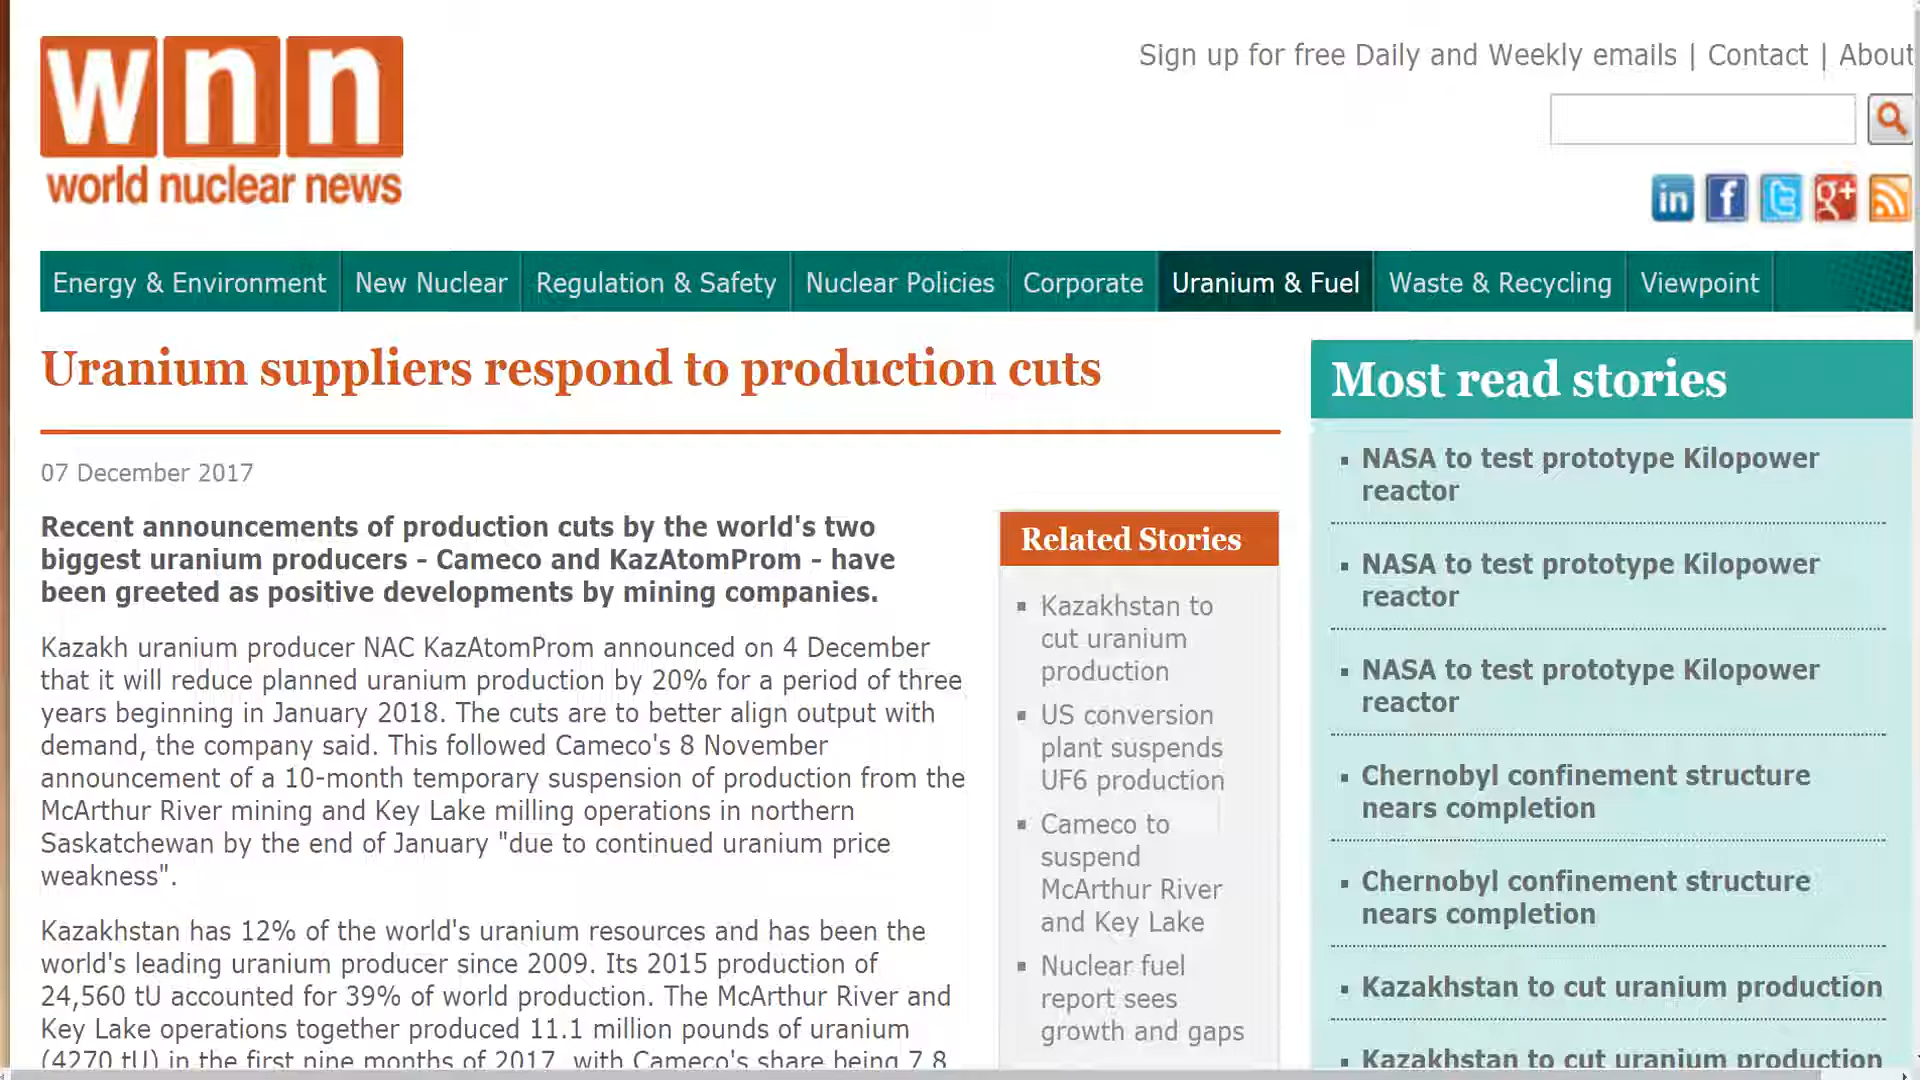 wnn
world nuclear news
Sign up for free Daily and Weekly emails | Contact | About
in f t g+
Energy & Environment New Nuclear Regulation & Safety Nuclear Policies Corporate Uranium & Fuel Waste & Recycling Viewpoint
Uranium suppliers respond to production cuts
07 December 2017
Recent announcements of production cuts by the world's two
biggest uranium producers - Cameco and KazAtomProm - have
been greeted as positive developments by mining companies.
Kazakh uranium producer NAC KazAtomProm announced on 4 December
that it will reduce planned uranium production by 20% for a period of three
years beginning in January 2018. The cuts are to better align output with
demand, the company said. This followed Cameco's 8 November
announcement of a 10-month temporary suspension of production from the
McArthur River mining and Key Lake milling operations in northern
Saskatchewan by the end of January "due to continued uranium price
weakness".
Kazakhstan has 12% of the world's uranium resources and has been the
world's leading uranium producer since 2009. Its 2015 production of
24,560 tU accounted for 39% of world production. The McArthur River and
Key Lake operations together produced 11.1 million pounds of uranium
(4270 tU) in the first nine months of 2017, with Cameco's share being 7.8
Related Stories
Kazakhstan to
cut uranium
production
US conversion
plant suspends
UF6 production
Cameco to
suspend
McArthur River
and Key Lake
Nuclear fuel
report sees
growth and gaps
Most read stories
NASA to test prototype Kilopower
reactor
NASA to test prototype Kilopower
reactor
NASA to test prototype Kilopower
reactor
Chernobyl confinement structure
nears completion
Chernobyl confinement structure
nears completion
Kazakhstan to cut uranium production
Kazakhstan to cut uranium production